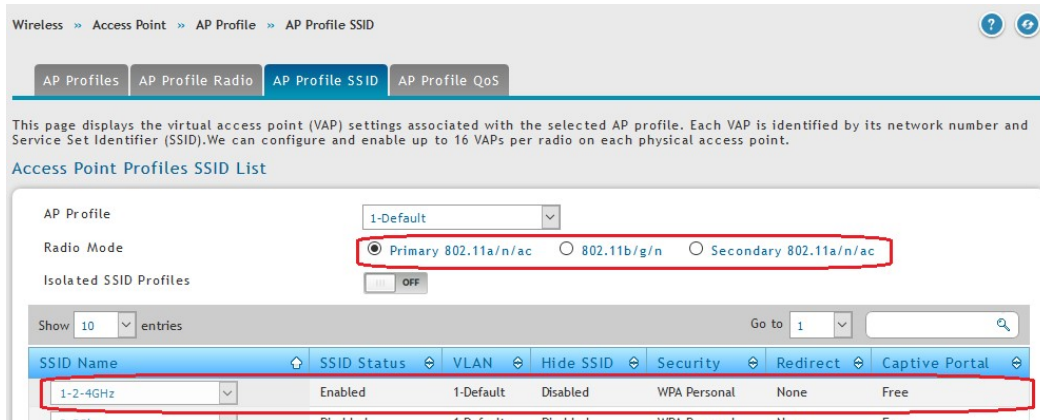 Wireless » Access Point » AP Profile » AP Profile SSID
?
AP Profiles AP Profile Radio AP Profile SSID AP Profile QoS
This page displays the virtual access point (VAP) settings associated with the selected AP profile. Each VAP is identified by its network number and
Service Set Identifier (SSID).We can configure and enable up to 16 VAPs per radio on each physical access point.
Access Point Profiles SSID List
AP Profile 1-Default
Radio Mode Primary 802.11a/n/ac 802.11b/g/n Secondary 802.11a/n/ac
Isolated SSID Profiles OFF
Show 10 entries Go to 1
SSID Name SSID Status VLAN Hide SSID Security Redirect Captive Portal
1-2-4GHz Enabled 1-Default Disabled WPA Personal None Free